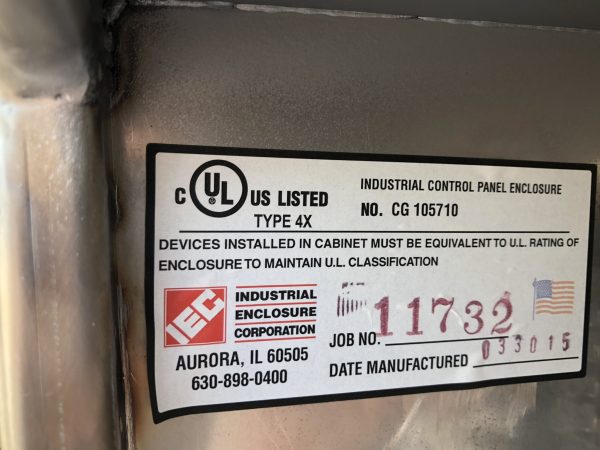 C UL US LISTED
TYPE 4X
INDUSTRIAL CONTROL PANEL ENCLOSURE
NO. CG 105710
DEVICES INSTALLED IN CABINET MUST BE EQUIVALENT TO U.L. RATING OF
ENCLOSURE TO MAINTAIN U.L. CLASSIFICATION
IEC
INDUSTRIAL
ENCLOSURE
CORPORATION
AURORA, IL 60505
630-898-0400
JOB NO. 11732
DATE MANUFACTURED 033015